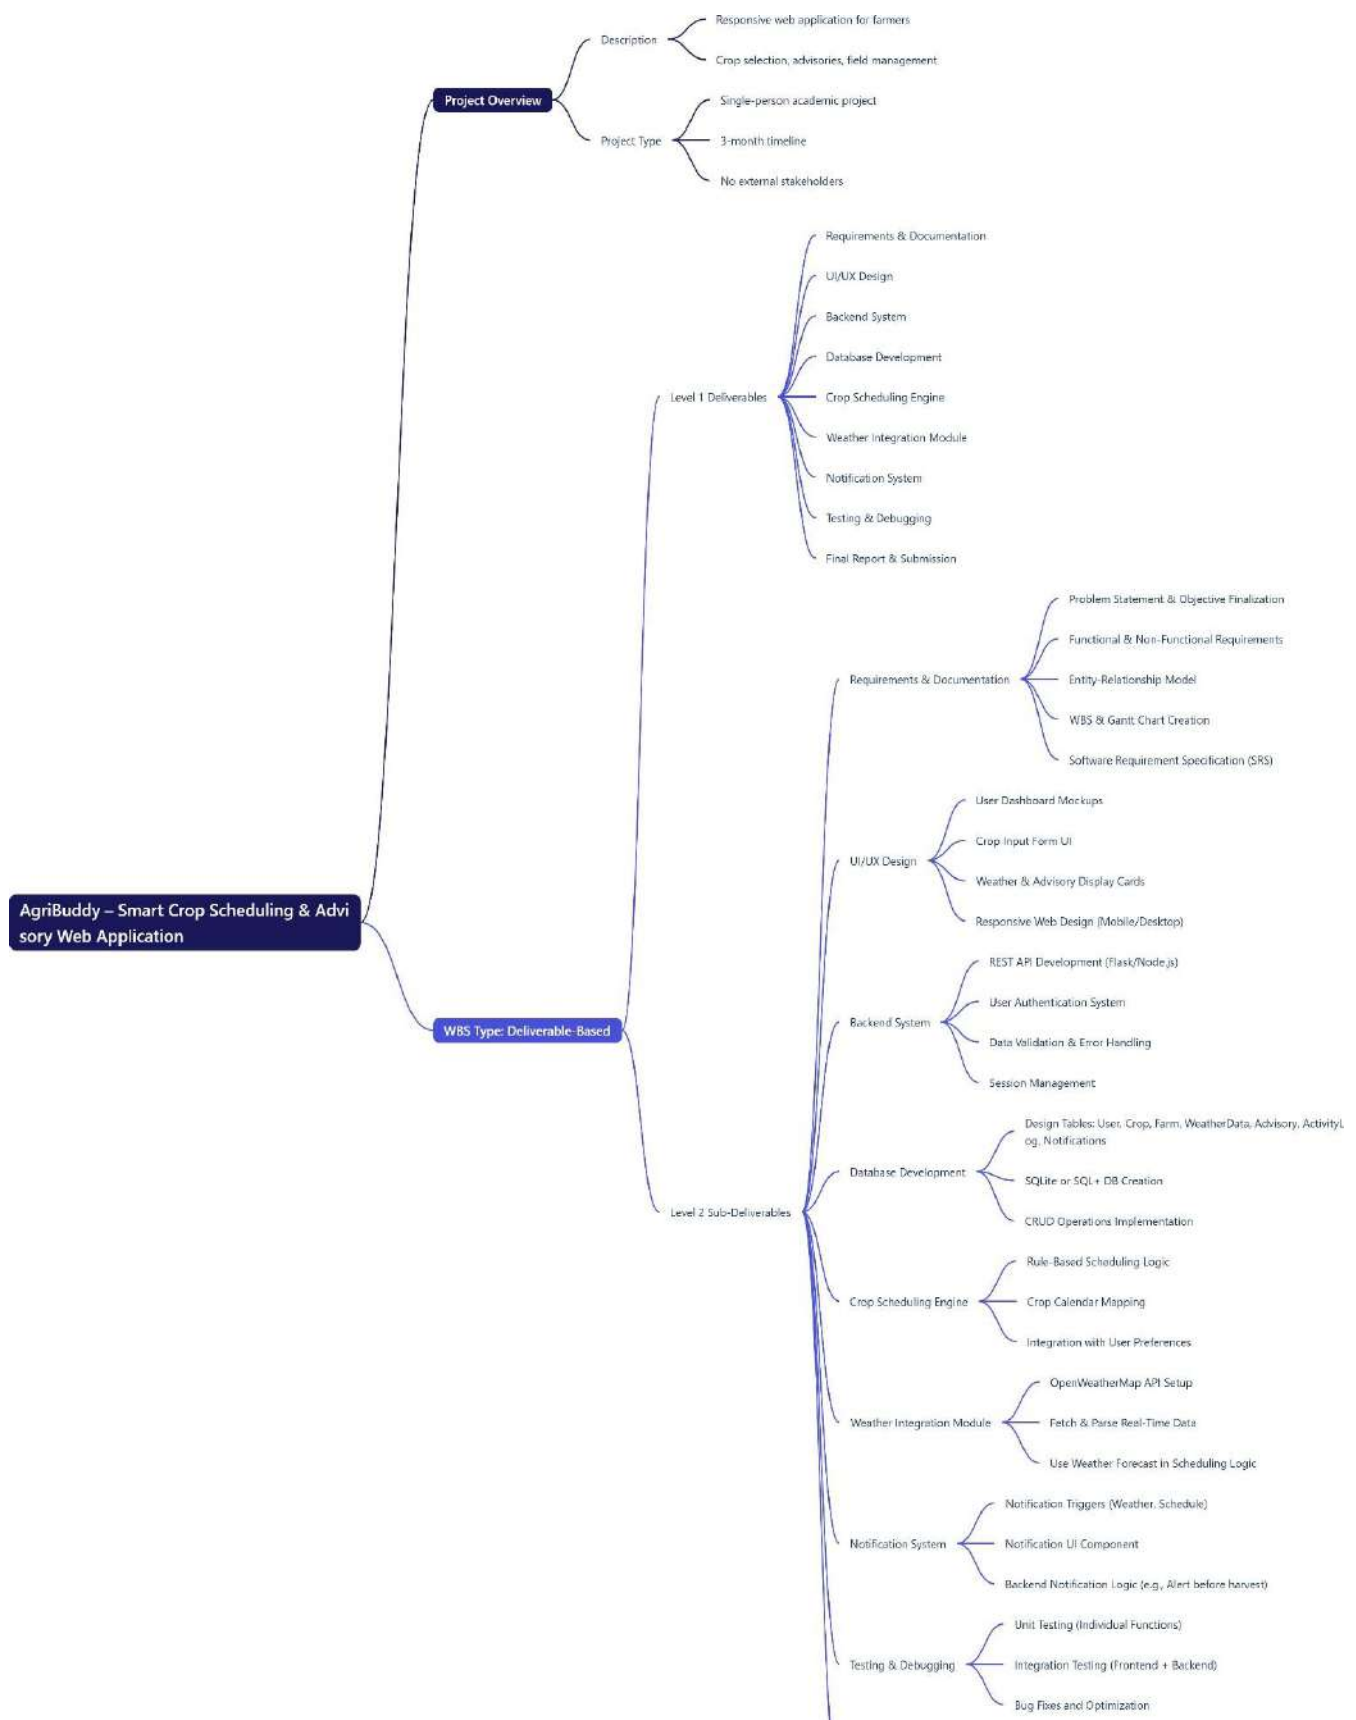 AgriBuddy – Smart Crop Scheduling & Advi
sory Web Application
Project Overview
Description
Responsive web application for farmers
Crop selection, advisories, field management
Project Type
Single-person academic project
3-month timeline
No external stakeholders
WBS Type: Deliverable-Based
Level 1 Deliverables
Requirements & Documentation
UI/UX Design
Backend System
Database Development
Crop Scheduling Engine
Weather Integration Module
Notification System
Testing & Debugging
Final Report & Submission
Level 2 Sub-Deliverables
Requirements & Documentation
Problem Statement & Objective Finalization
Functional & Non-Functional Requirements
Entity-Relationship Model
WBS & Gantt Chart Creation
Software Requirement Specification (SRS)
UI/UX Design
User Dashboard Mockups
Crop Input Form UI
Weather & Advisory Display Cards
Responsive Web Design (Mobile/Desktop)
Backend System
REST API Development (Flask/Node.js)
User Authentication System
Data Validation & Error Handling
Session Management
Database Development
Design Tables: User, Crop, Farm, WeatherData, Advisory, ActivityL
og, Notifications
SQLite or SQL+ DB Creation
CRUD Operations Implementation
Crop Scheduling Engine
Rule-Based Scheduling Logic
Crop Calendar Mapping
Integration with User Preferences
Weather Integration Module
OpenWeatherMap API Setup
Fetch & Parse Real-Time Data
Use Weather Forecast in Scheduling Logic
Notification System
Notification Triggers (Weather, Schedule)
Notification UI Component
Backend Notification Logic (e.g., Alert before harvest)
Testing & Debugging
Unit Testing (Individual Functions)
Integration Testing (Frontend + Backend)
Bug Fixes and Optimization